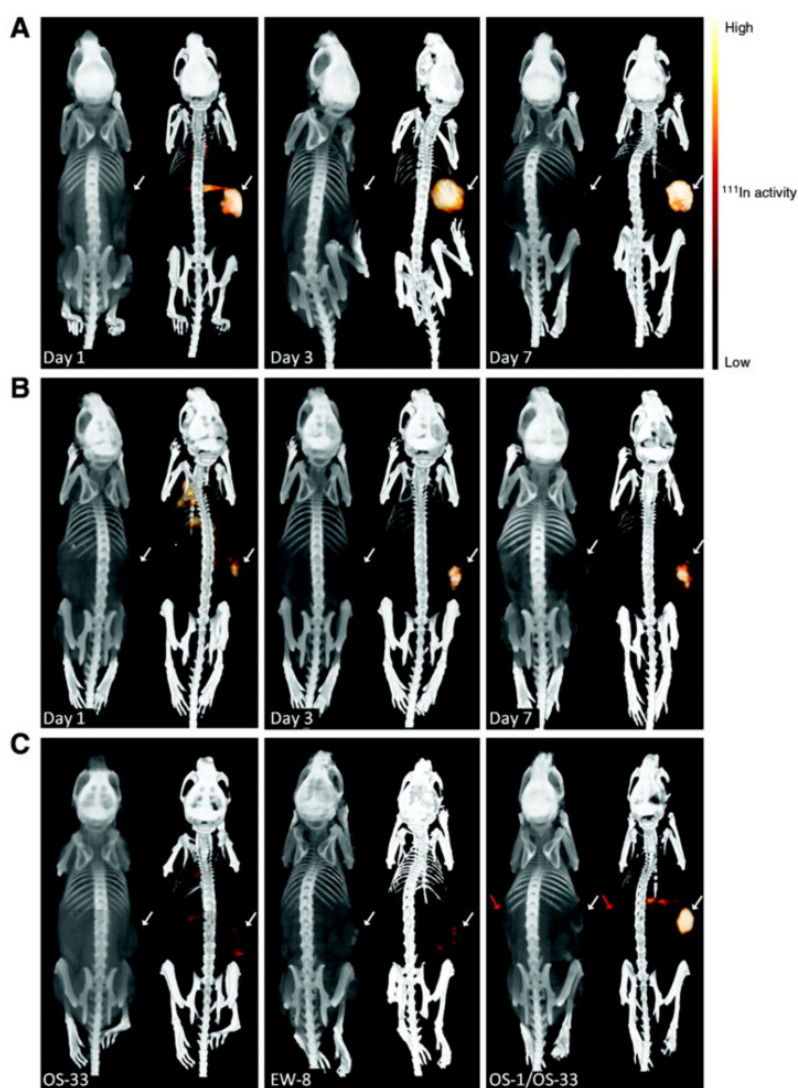 A
High
Day 1
Day 3
Day 7
¹¹¹In activity
Low
B
Day 1
Day 3
Day 7
C
OS-33
EW-8
OS-1/OS-33